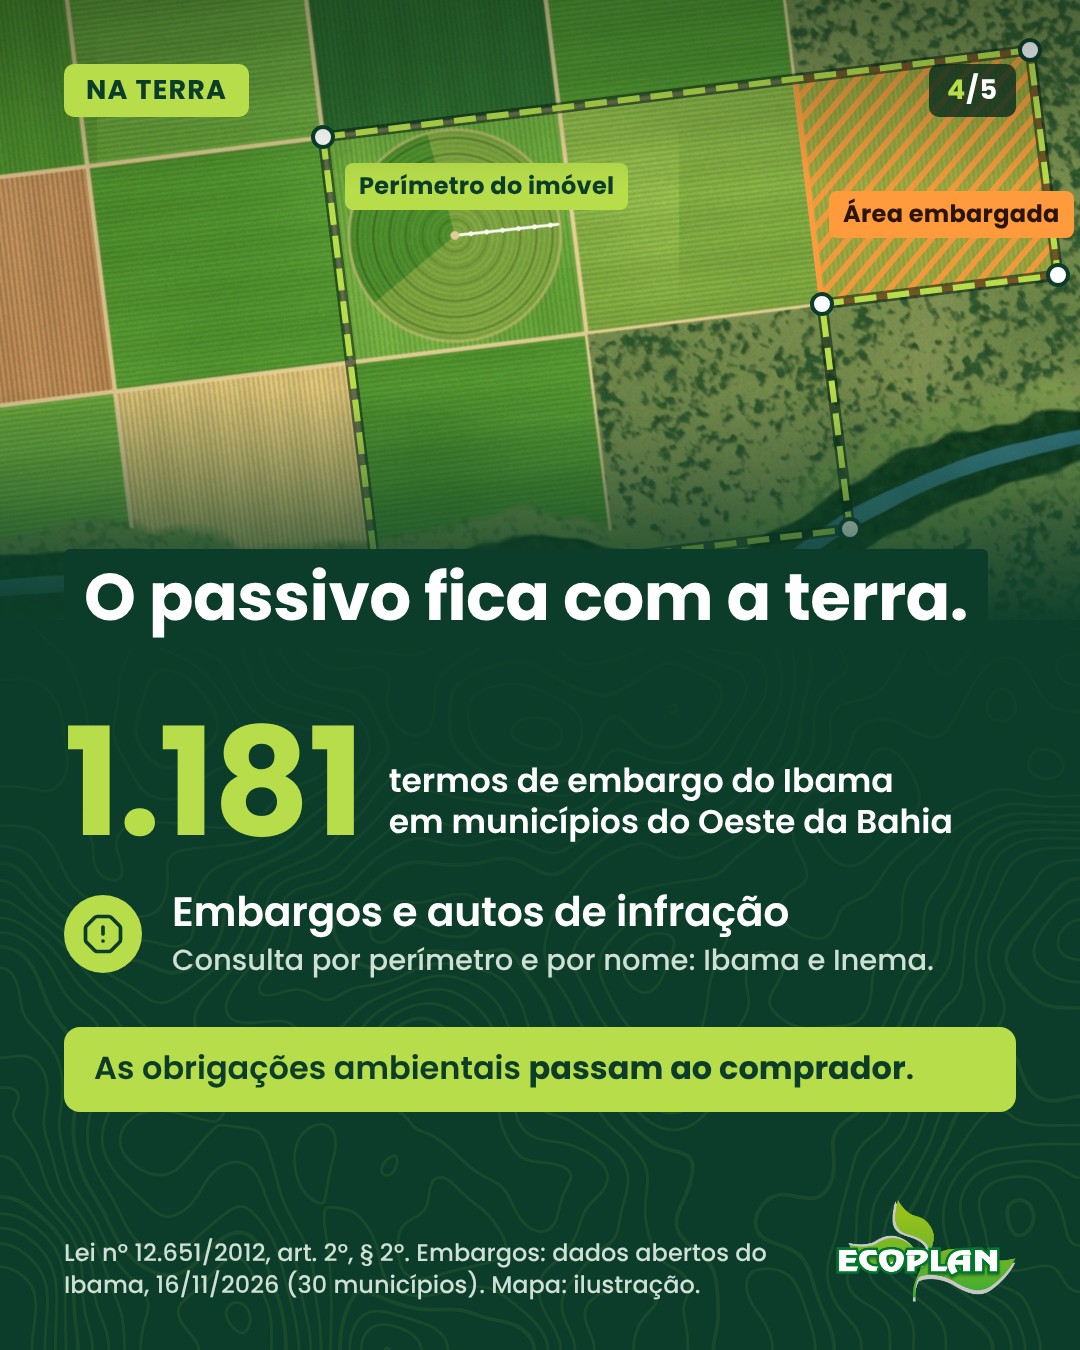 NA TERRA
4/5
Perímetro do imóvel
Área embargada
O passivo fica com a terra.
1.181
termos de embargo do Ibama
em municípios do Oeste da Bahia
Embargos e autos de infração
Consulta por perímetro e por nome: Ibama e Inema.
As obrigações ambientais passam ao comprador.
Lei nº 12.651/2012, art. 2º, § 2º. Embargos: dados abertos do
Ibama, 16/11/2026 (30 municípios). Mapa: ilustração.
ECOPLAN